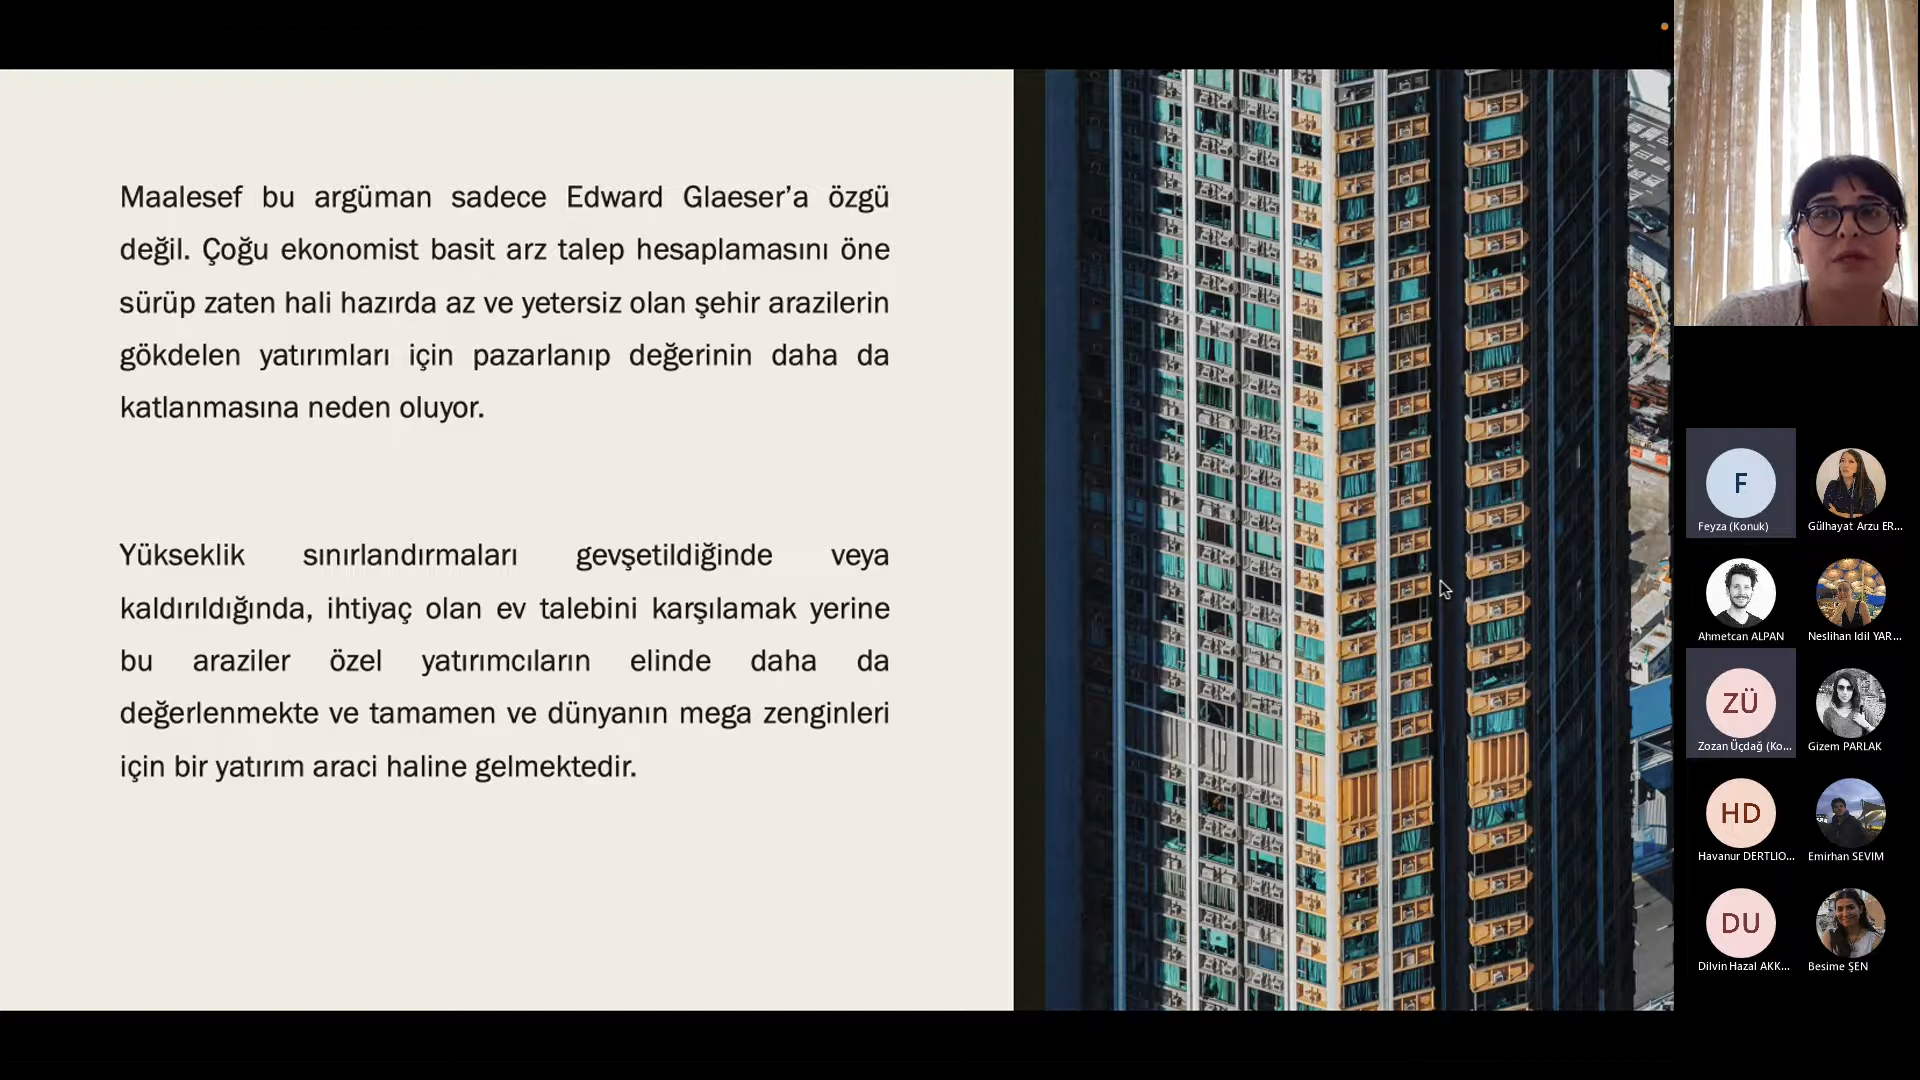 Maalesef bu argüman sadece Edward Glaeser’a özgü
değil. Çoğu ekonomist basit arz talep hesaplamasını öne
sürüp zaten hali hazırda az ve yetersiz olan şehir arazilerin
gökdelen yatırımları için pazarlanıp değerinin daha da
katlanmasına neden oluyor.
Yükseklik sınırlandırmaları gevşetildiğinde veya
kaldırıldığında, ihtiyaç olan ev talebini karşılamak yerine
bu araziler özel yatırımcıların elinde daha da
değerlenmekte ve tamamen ve dünyanın mega zenginleri
için bir yatırım araci haline gelmektedir.
F
Feyza (Konuk)
Gülhayat Arzu ER...
Ahmetcan ALPAN
Neslihan Idil YAR...
ZÜ
Zozan Üçdağ (Ko...
Gizem PARLAK
HD
Havanur DERTLIO...
Emirhan SEVIM
DU
Dilvin Hazal AKK...
Besime ŞEN